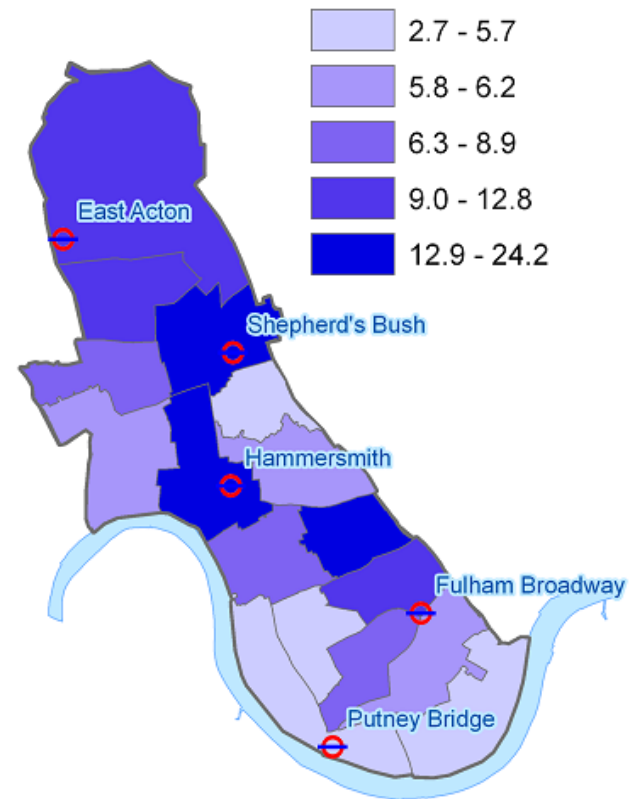 2.7 - 5.7
5.8 - 6.2
6.3 - 8.9
9.0 - 12.8
12.9 - 24.2
East Acton
Shepherd's Bush
Hammersmith
Fulham Broadway
Putney Bridge